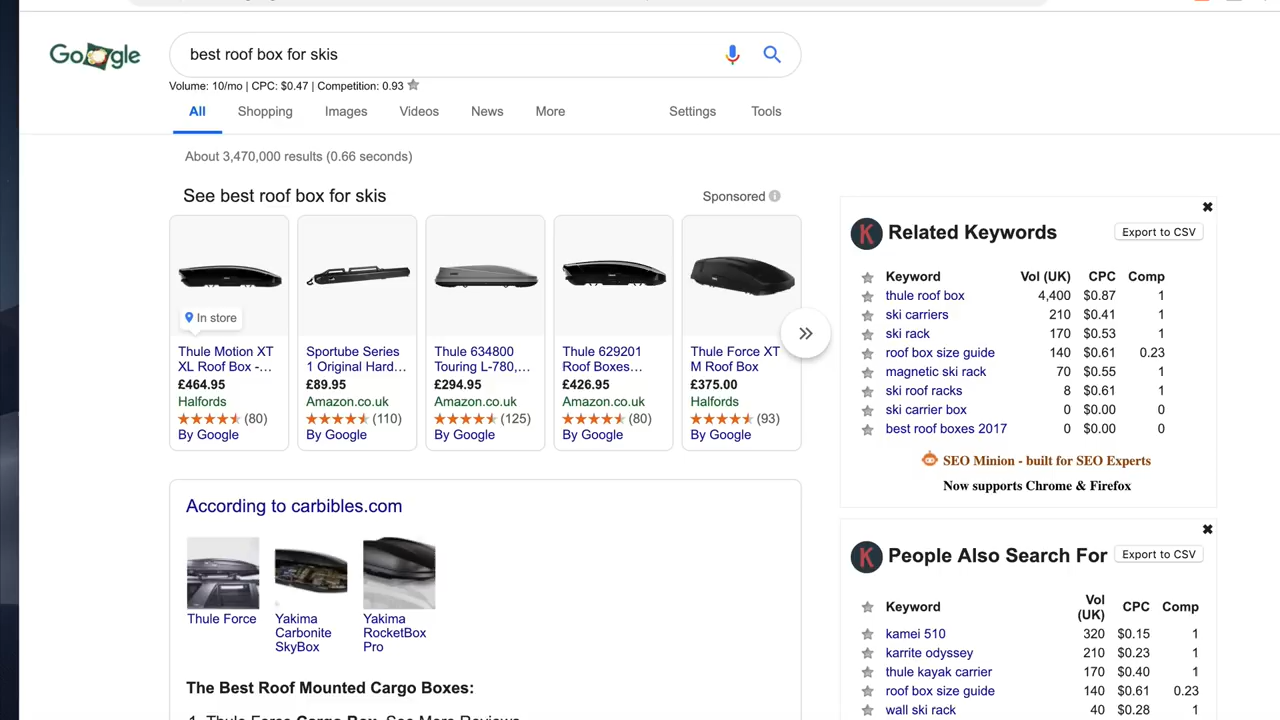 Google
best roof box for skis
Volume: 10/mo | CPC: $0.47 | Competition: 0.93
All Shopping Images Videos News More Settings Tools
About 3,470,000 results (0.66 seconds)
See best roof box for skis
Sponsored
In store
Thule Motion XT
XL Roof Box -...
£464.95
Halfords
(80)
By Google
Sportube Series
1 Original Hard...
£89.95
Amazon.co.uk
(110)
By Google
Thule 634800
Touring L-780,...
£294.95
Amazon.co.uk
(125)
By Google
Thule 629201
Roof Boxes...
£426.95
Amazon.co.uk
(80)
By Google
Thule Force XT
M Roof Box
£375.00
Halfords
(93)
By Google
According to carbibles.com
Thule Force
Yakima
Carbonite
SkyBox
Yakima
RocketBox
Pro
The Best Roof Mounted Cargo Boxes:
1. Thule Force Cargo Box. See More Reviews
K Related Keywords Export to CSV
Keyword Vol (UK) CPC Comp
thule roof box 4,400 $0.87 1
ski carriers 210 $0.41 1
ski rack 170 $0.53 1
roof box size guide 140 $0.61 0.23
magnetic ski rack 70 $0.55 1
ski roof racks 8 $0.61 1
ski carrier box 0 $0.00 0
best roof boxes 2017 0 $0.00 0
SEO Minion - built for SEO Experts
Now supports Chrome & Firefox
K People Also Search For Export to CSV
Keyword Vol (UK) CPC Comp
kamei 510 320 $0.15 1
karrite odyssey 210 $0.23 1
thule kayak carrier 170 $0.40 1
roof box size guide 140 $0.61 0.23
wall ski rack 40 $0.28 1